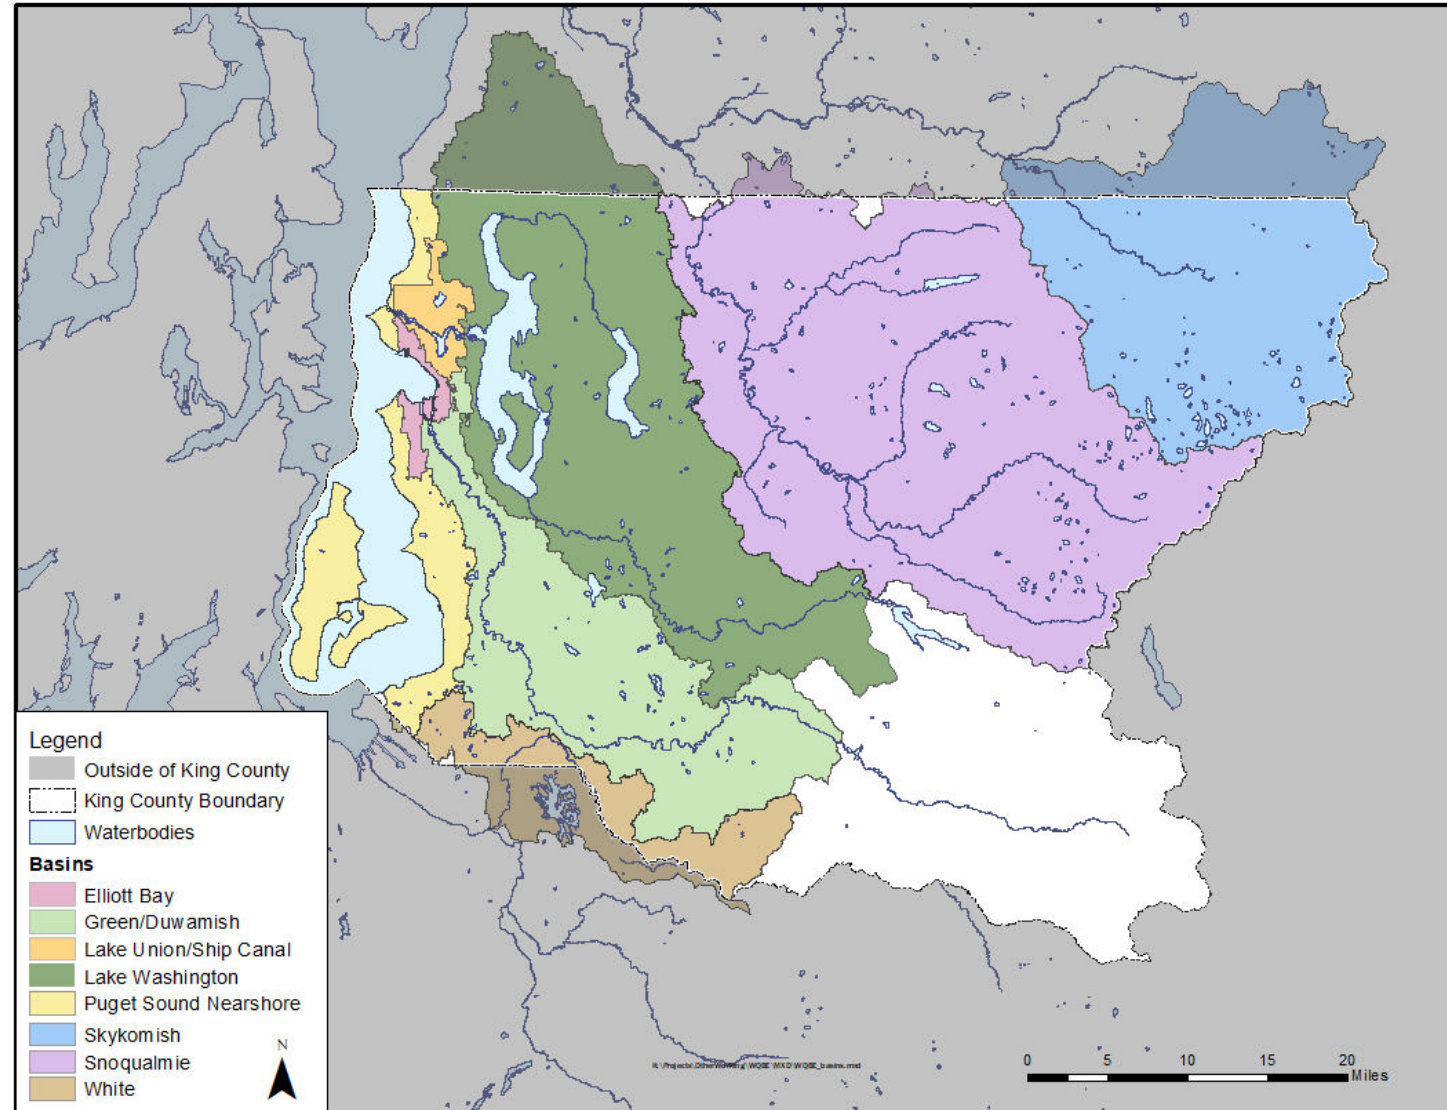 Legend
Outside of King County
King County Boundary
Waterbodies
Basins
Elliott Bay
Green/Duwamish
Lake Union/Ship Canal
Lake Washington
Puget Sound Nearshore
Skykomish
Snoqualmie
White
N
0 5 10 15 20
Miles